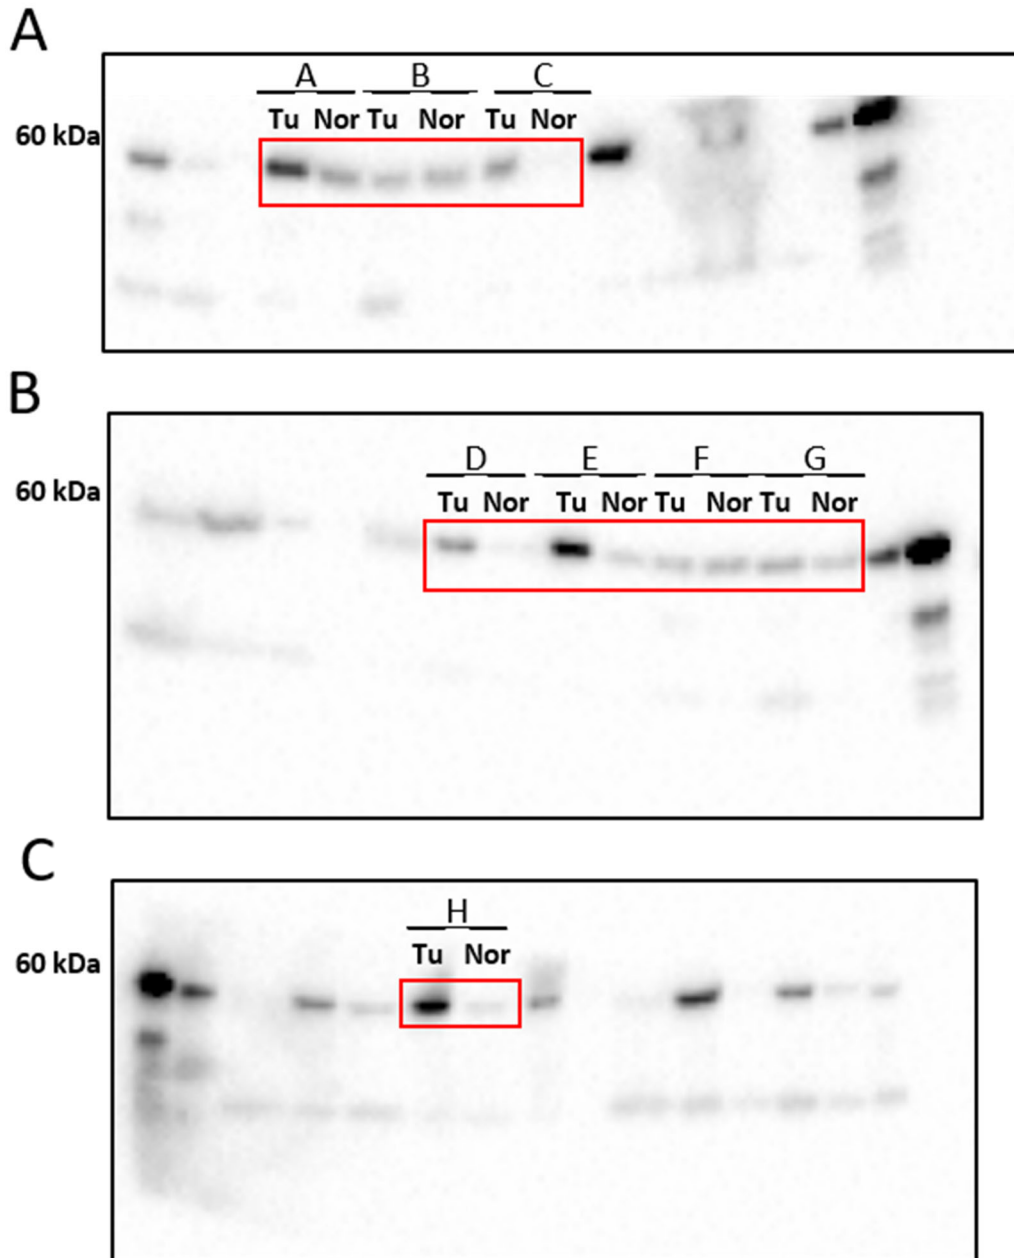 A
A B C
Tu Nor Tu Nor Tu Nor
60 kDa
B
D E F G
60 kDa
Tu Nor Tu Nor Tu Nor Tu Nor
C
H
Tu Nor
60 kDa